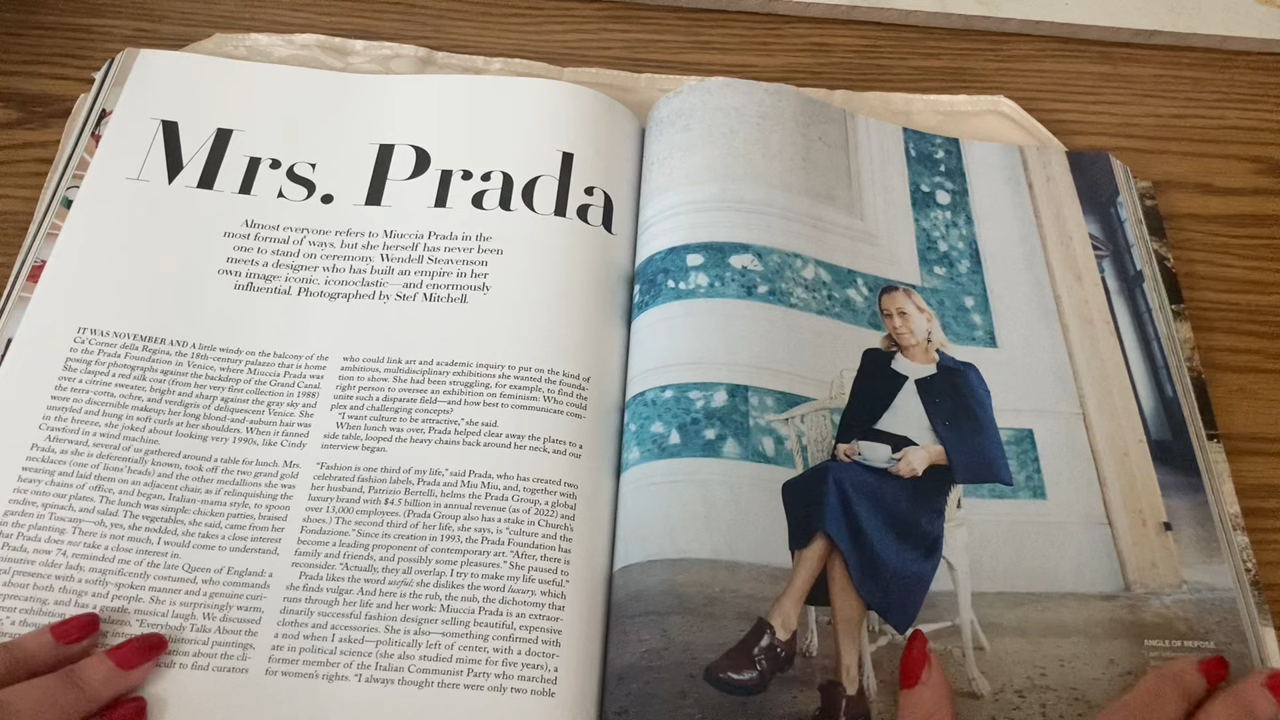 Mrs. Prada
Almost everyone refers to Miuccia Prada in the
most formal of ways, but she herself has never been
one to stand on ceremony. Wendell Steavenson
meets a designer who has built an empire in her
own image: iconic, iconoclastic—and enormously
influential. Photographed by Stef Mitchell.
IT WAS NOVEMBER AND A little windy on the balcony of the
Ca' Corner della Regina, the 18th-century palazzo that is home
to the Prada Foundation in Venice, where Miuccia Prada was
posing for photographs against the backdrop of the Grand Canal.
She clasped a red silk coat (from her very first collection in 1988)
over a citrine sweater, bright and sharp against the gray sky and
the terra-cotta, ochre, and verdigris of deliquescent Venice. She
wore no discernible makeup; her long blond-and-auburn hair was
unstyled and hung in soft curls at her shoulders. When it fanned
in the breeze, she joked about looking very 1990s, like Cindy
Crawford in a wind machine.
Afterward, several of us gathered around a table for lunch. Mrs.
Prada, as she is deferentially known, took off the two grand gold
necklaces (one of lions' heads) and the other medallions she was
wearing and laid them on an adjacent chair, as if relinquishing the
heavy chains of office, and began, Italian-mama style, to spoon
rice onto our plates. The lunch was simple: chicken patties, braised
endive, spinach, and salad. The vegetables, she said, came from her
garden in Tuscany—oh, yes, she nodded, she takes a close interest
in the planting. There is not much, I would come to understand,
that Prada does not take a close interest in.
Prada, now 74, reminded me of the late Queen of England: a
minutive older lady, magnificently costumed, who commands
presence with a softly-spoken manner and a genuine curi-
about both things and people. She is surprisingly warm,
deprecating, and has a gentle, musical laugh. We discussed
exhibition palazzo, "Everybody Talks About the
a thou historical paintings,
ation about the cli-
icult to find curators
who could link art and academic inquiry to put on the kind of
ambitious, multidisciplinary exhibitions she wanted the founda-
tion to show. She had been struggling, for example, to find the
right person to oversee an exhibition on feminism: Who could
unite such a disparate field—and how best to communicate com-
plex and challenging concepts?
"I want culture to be attractive," she said.
When lunch was over, Prada helped clear away the plates to a
side table, looped the heavy chains back around her neck, and our
interview began.
"Fashion is one third of my life," said Prada, who has created two
celebrated fashion labels, Prada and Miu Miu, and, together with
her husband, Patrizio Bertelli, helms the Prada Group, a global
luxury brand with $4.5 billion in annual revenue (as of 2022) and
over 13,000 employees. (Prada Group also has a stake in Church's
shoes.) The second third of her life, she says, is "culture and the
Fondazione." Since its creation in 1993, the Prada Foundation has
become a leading proponent of contemporary art. "After, there is
family and friends, and possibly some pleasures." She paused to
reconsider. "Actually, they all overlap. I try to make my life useful."
Prada likes the word useful; she dislikes the word luxury, which
she finds vulgar. And here is the rub, the nub, the dichotomy that
runs through her life and her work: Miuccia Prada is an extraor-
dinarily successful fashion designer selling beautiful, expensive
clothes and accessories. She is also—something confirmed with
a nod when I asked—politically left of center, with a doctor-
ate in political science (she also studied mime for five years), a
former member of the Italian Communist Party who marched
for women's rights. "I always thought there were only two noble
ANGLE OF REPOSE